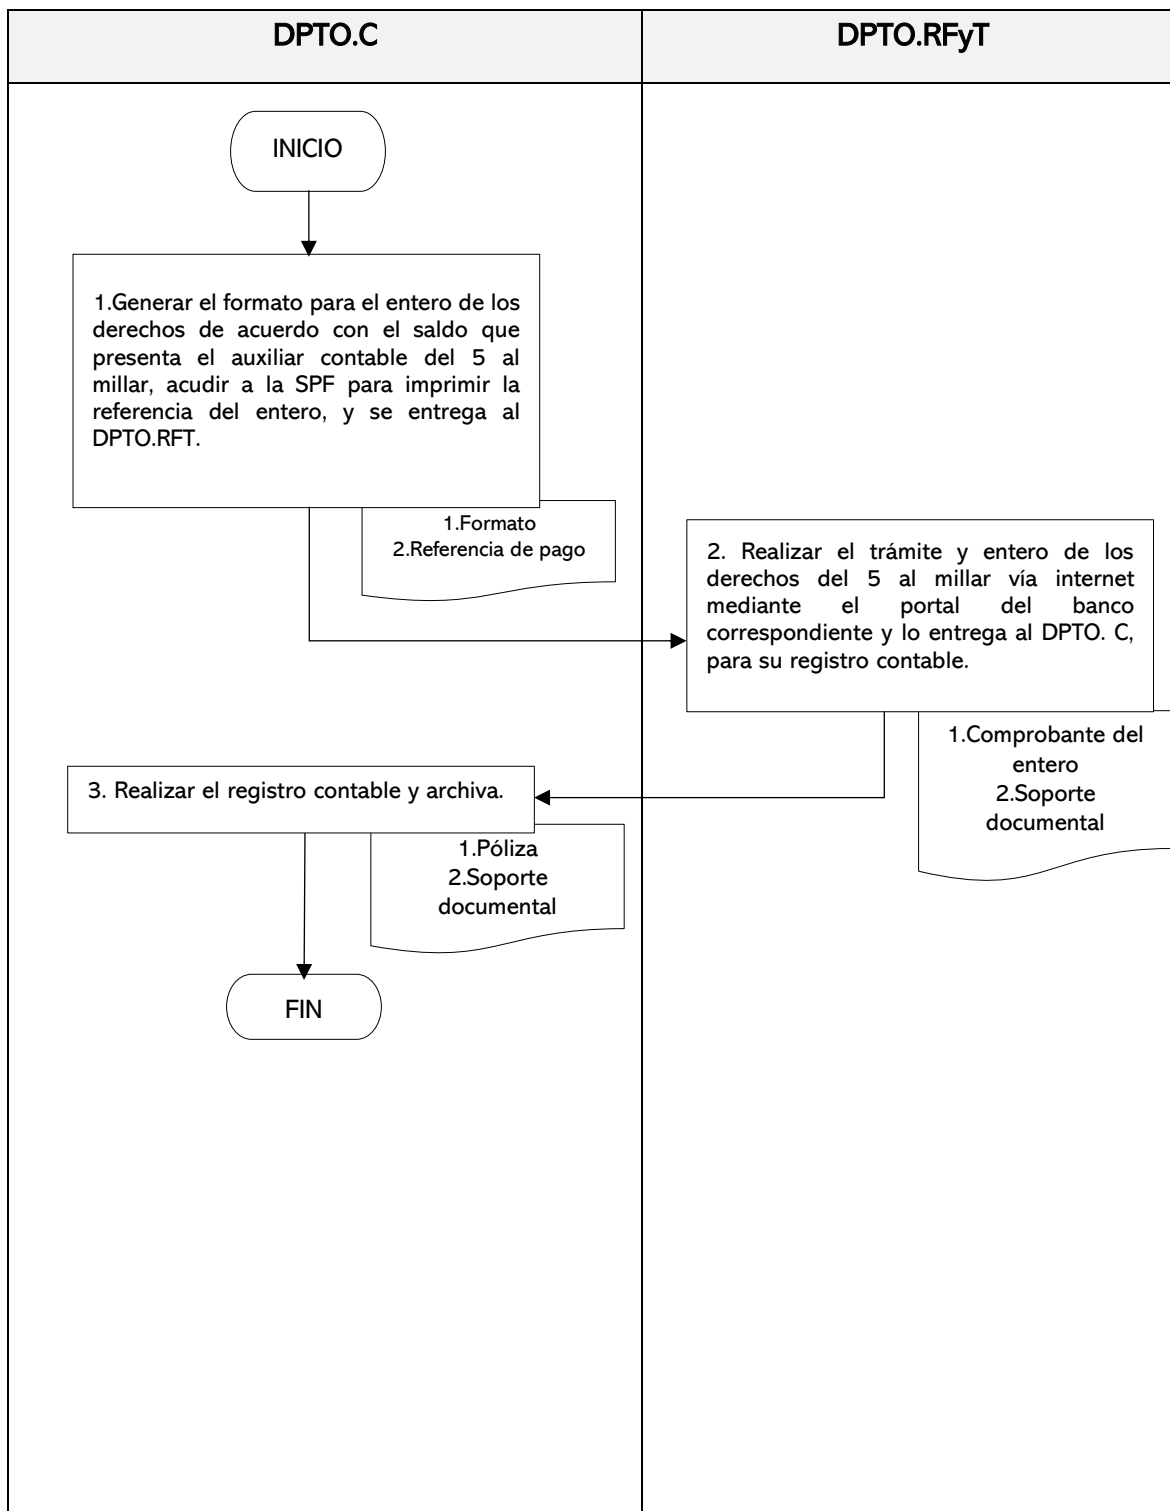 DPTO.C
DPTO.RFyT
INICIO
1.Generar el formato para el entero de los
derechos de acuerdo con el saldo que
presenta el auxiliar contable del 5 al
millar, acudir a la SPF para imprimir la
referencia del entero, y se entrega al
DPTO.RFT.
1.Formato
2.Referencia de pago
2. Realizar el trámite y entero de los
derechos del 5 al millar vía internet
mediante el portal del banco
correspondiente y lo entrega al DPTO. C,
para su registro contable.
1.Comprobante del
entero
2.Soporte
documental
3. Realizar el registro contable y archiva.
1.Póliza
2.Soporte
documental
FIN